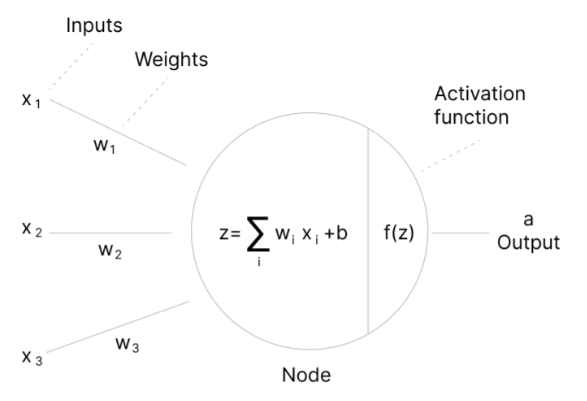 Inputs
Weights
x₁
w₁
Activation
function
x₂
w₂
z= ∑ wᵢ xᵢ +b
i
f(z)
a
Output
x₃
w₃
Node